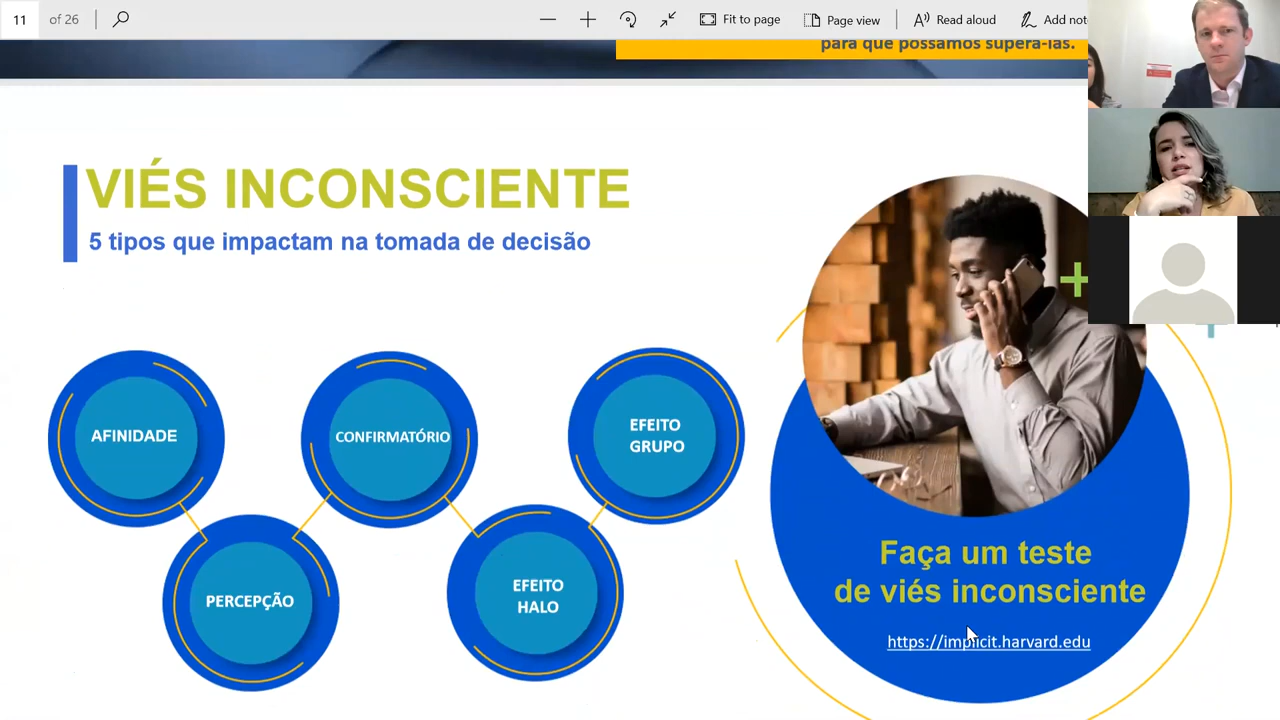 11 of 26
Fit to page
Page view
Read aloud
Add
para que possamos superá-las.
VIÉS INCONSCIENTE
5 tipos que impactam na tomada de decisão
AFINIDADE
CONFIRMATÓRIO
EFEITO
GRUPO
PERCEPÇÃO
EFEITO
HALO
Faça um teste
de viés inconsciente
https://implicit.harvard.edu